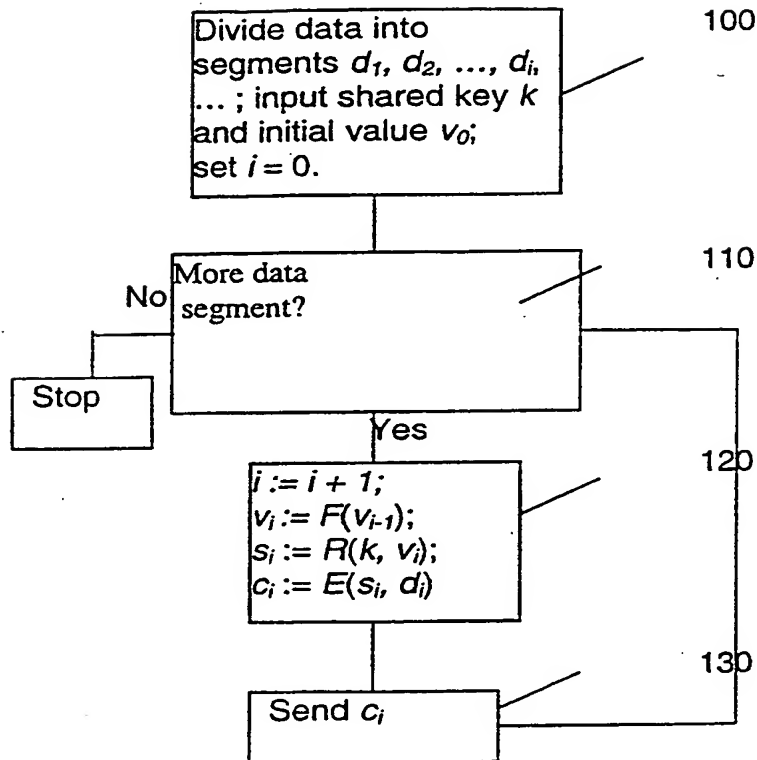 Divide data into
segments d₁, d₂, ..., dᵢ,
... ; input shared key k
and initial value v₀;
set i = 0.
100
More data
segment?
110
No
Stop
Yes
i := i + 1;
vᵢ := F(vᵢ₋₁);
sᵢ := R(k, vᵢ);
cᵢ := E(sᵢ, dᵢ)
120
Send cᵢ
130